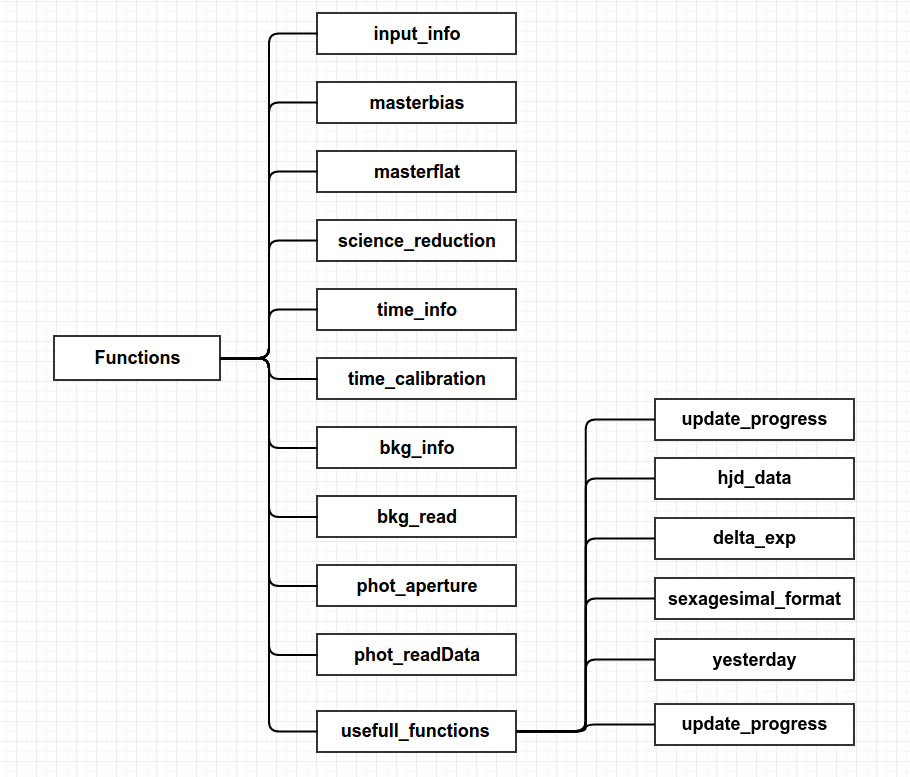 Functions
input_info
masterbias
masterflat
science_reduction
time_info
time_calibration
bkg_info
bkg_read
phot_aperture
phot_readData
usefull_functions
update_progress
hjd_data
delta_exp
sexagesimal_format
yesterday
update_progress